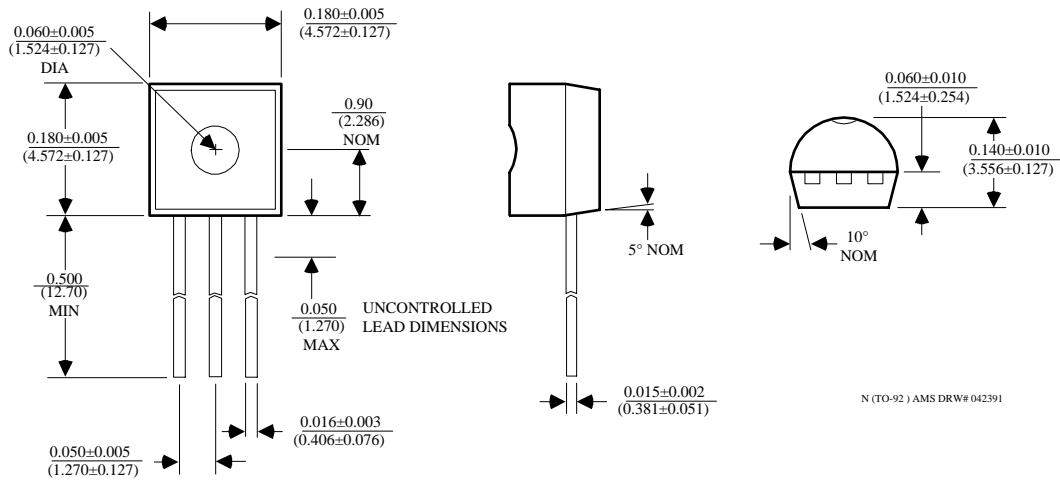 0.060±0.005
(1.524±0.127)
DIA
0.180±0.005
(4.572±0.127)
0.180±0.005
(4.572±0.127)
0.90
(2.286)
NOM
0.500
(12.70)
MIN
0.050
(1.270)
MAX
UNCONTROLLED
LEAD DIMENSIONS
0.016±0.003
(0.406±0.076)
0.050±0.005
(1.270±0.127)
5° NOM
0.015±0.002
(0.381±0.051)
0.060±0.010
(1.524±0.254)
0.140±0.010
(3.556±0.127)
10°
NOM
N (TO-92 ) AMS DRW# 042391